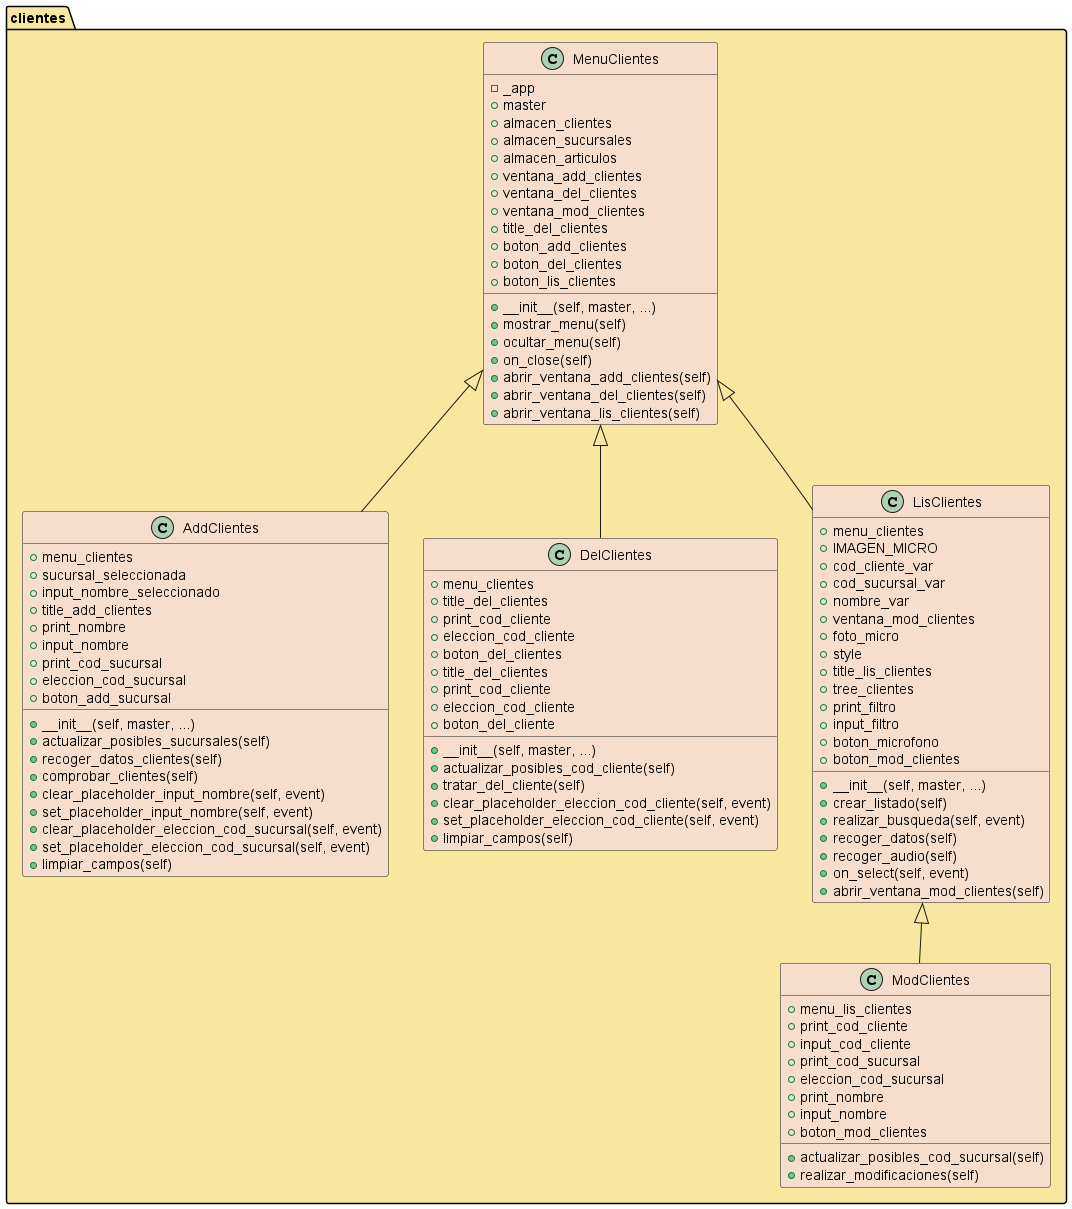 clientes
C MenuClientes
_app
master
almacen_clientes
almacen_sucursales
almacen_articulos
ventana_add_clientes
ventana_del_clientes
ventana_mod_clientes
title_del_clientes
boton_add_clientes
boton_del_clientes
boton_lis_clientes
__init__(self, master, ...)
mostrar_menu(self)
ocultar_menu(self)
on_close(self)
abrir_ventana_add_clientes(self)
abrir_ventana_del_clientes(self)
abrir_ventana_lis_clientes(self)
C AddClientes
menu_clientes
sucursal_seleccionada
input_nombre_seleccionado
title_add_clientes
print_nombre
input_nombre
print_cod_sucursal
eleccion_cod_sucursal
boton_add_sucursal
__init__(self, master, ...)
actualizar_posibles_sucursales(self)
recoger_datos_clientes(self)
comprobar_clientes(self)
clear_placeholder_input_nombre(self, event)
set_placeholder_input_nombre(self, event)
clear_placeholder_eleccion_cod_sucursal(self, event)
set_placeholder_eleccion_cod_sucursal(self, event)
limpiar_campos(self)
C DelClientes
menu_clientes
title_del_clientes
print_cod_cliente
eleccion_cod_cliente
boton_del_clientes
title_del_clientes
print_cod_cliente
eleccion_cod_cliente
boton_del_cliente
__init__(self, master, ...)
actualizar_posibles_cod_cliente(self)
tratar_del_cliente(self)
clear_placeholder_eleccion_cod_cliente(self, event)
set_placeholder_eleccion_cod_cliente(self, event)
limpiar_campos(self)
C LisClientes
menu_clientes
IMAGEN_MICRO
cod_cliente_var
cod_sucursal_var
nombre_var
ventana_mod_clientes
foto_micro
style
title_lis_clientes
tree_clientes
print_filtro
input_filtro
boton_microfono
boton_mod_clientes
__init__(self, master, ...)
crear_listado(self)
realizar_busqueda(self, event)
recoger_datos(self)
recoger_audio(self)
on_select(self, event)
abrir_ventana_mod_clientes(self)
C ModClientes
menu_lis_clientes
print_cod_cliente
input_cod_cliente
print_cod_sucursal
eleccion_cod_sucursal
print_nombre
input_nombre
boton_mod_clientes
actualizar_posibles_cod_sucursal(self)
realizar_modificaciones(self)